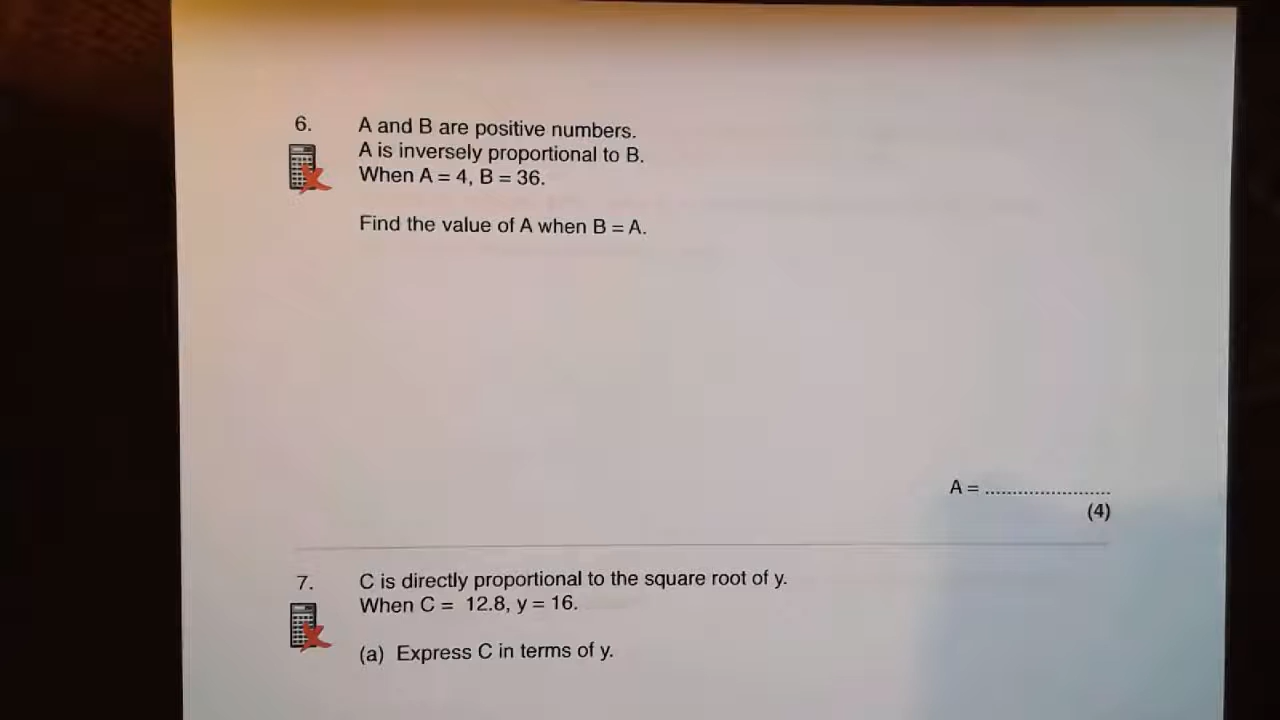 6. A and B are positive numbers.
A is inversely proportional to B.
When A = 4, B = 36.
Find the value of A when B = A.
A = .......................
(4)
7. C is directly proportional to the square root of y.
When C = 12.8, y = 16.
(a) Express C in terms of y.